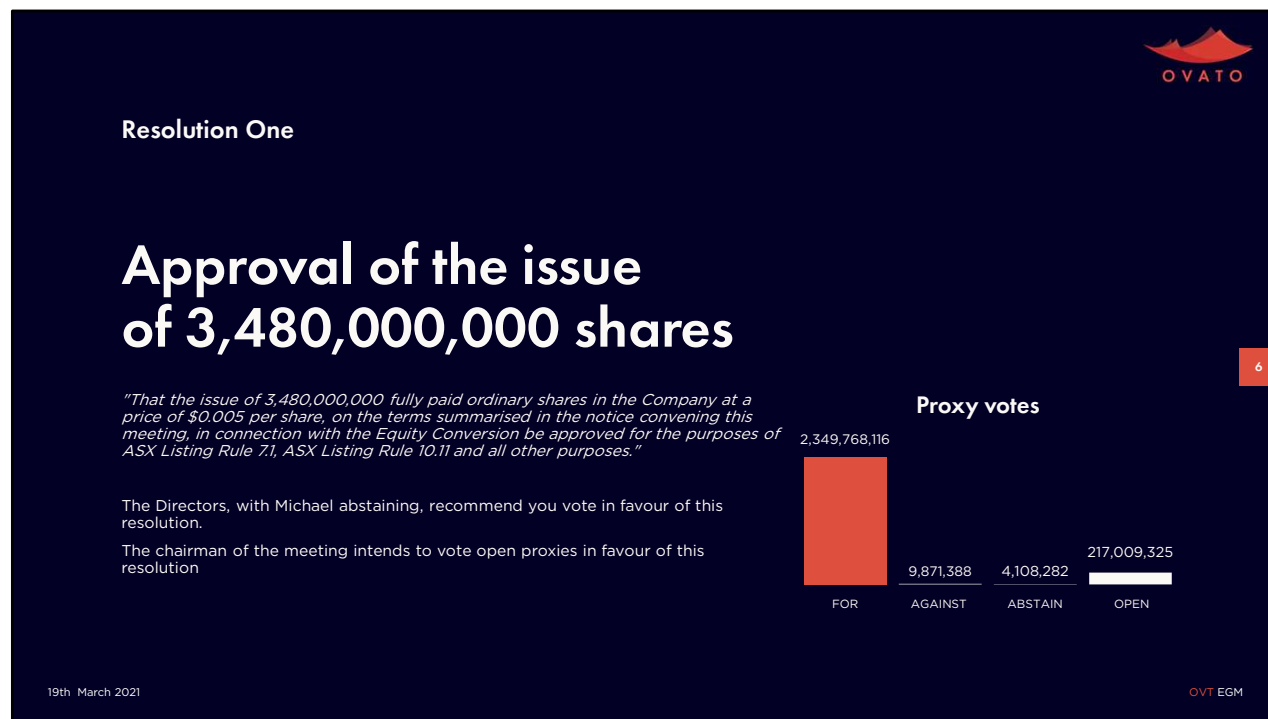 OVATO
Resolution One
Approval of the issue
of 3,480,000,000 shares
"That the issue of 3,480,000,000 fully paid ordinary shares in the Company at a
price of $0.005 per share, on the terms summarised in the notice convening this
meeting, in connection with the Equity Conversion be approved for the purposes of
ASX Listing Rule 7.1, ASX Listing Rule 10.11 and all other purposes."
The Directors, with Michael abstaining, recommend you vote in favour of this
resolution.
The chairman of the meeting intends to vote open proxies in favour of this
resolution
6
Proxy votes
2,349,768,116
9,871,388
4,108,282
217,009,325
FOR
AGAINST
ABSTAIN
OPEN
19th March 2021
OVT EGM